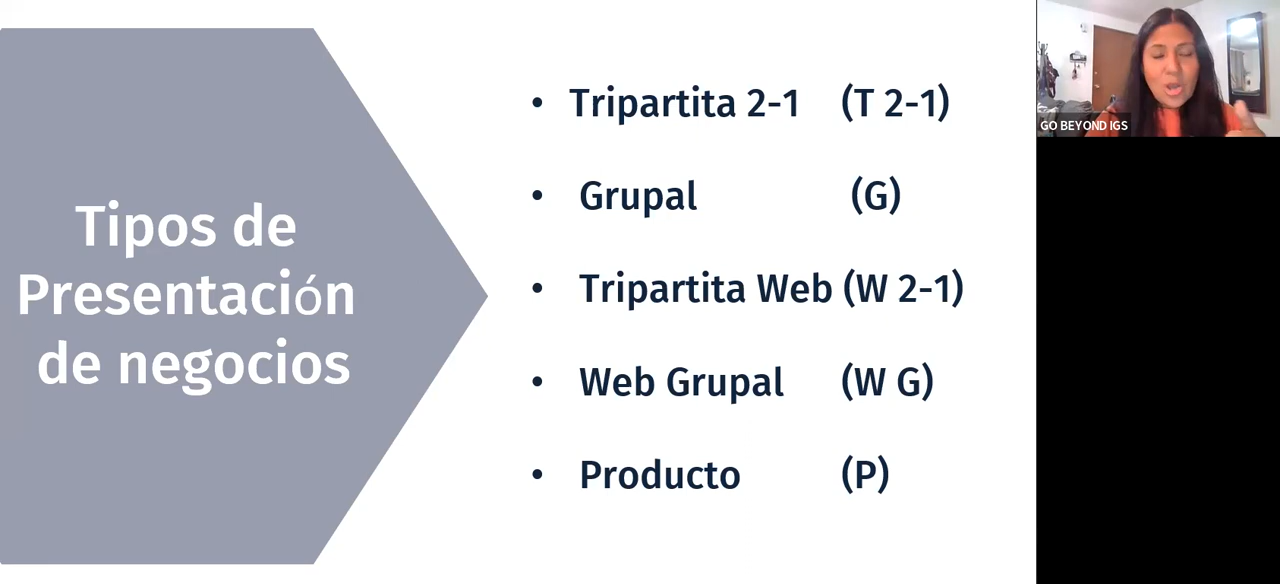 Tipos de
Presentación
de negocios
• Tripartita 2-1 (T 2-1)
• Grupal (G)
• Tripartita Web (W 2-1)
• Web Grupal (W G)
• Producto (P)
GO BEYOND IGS